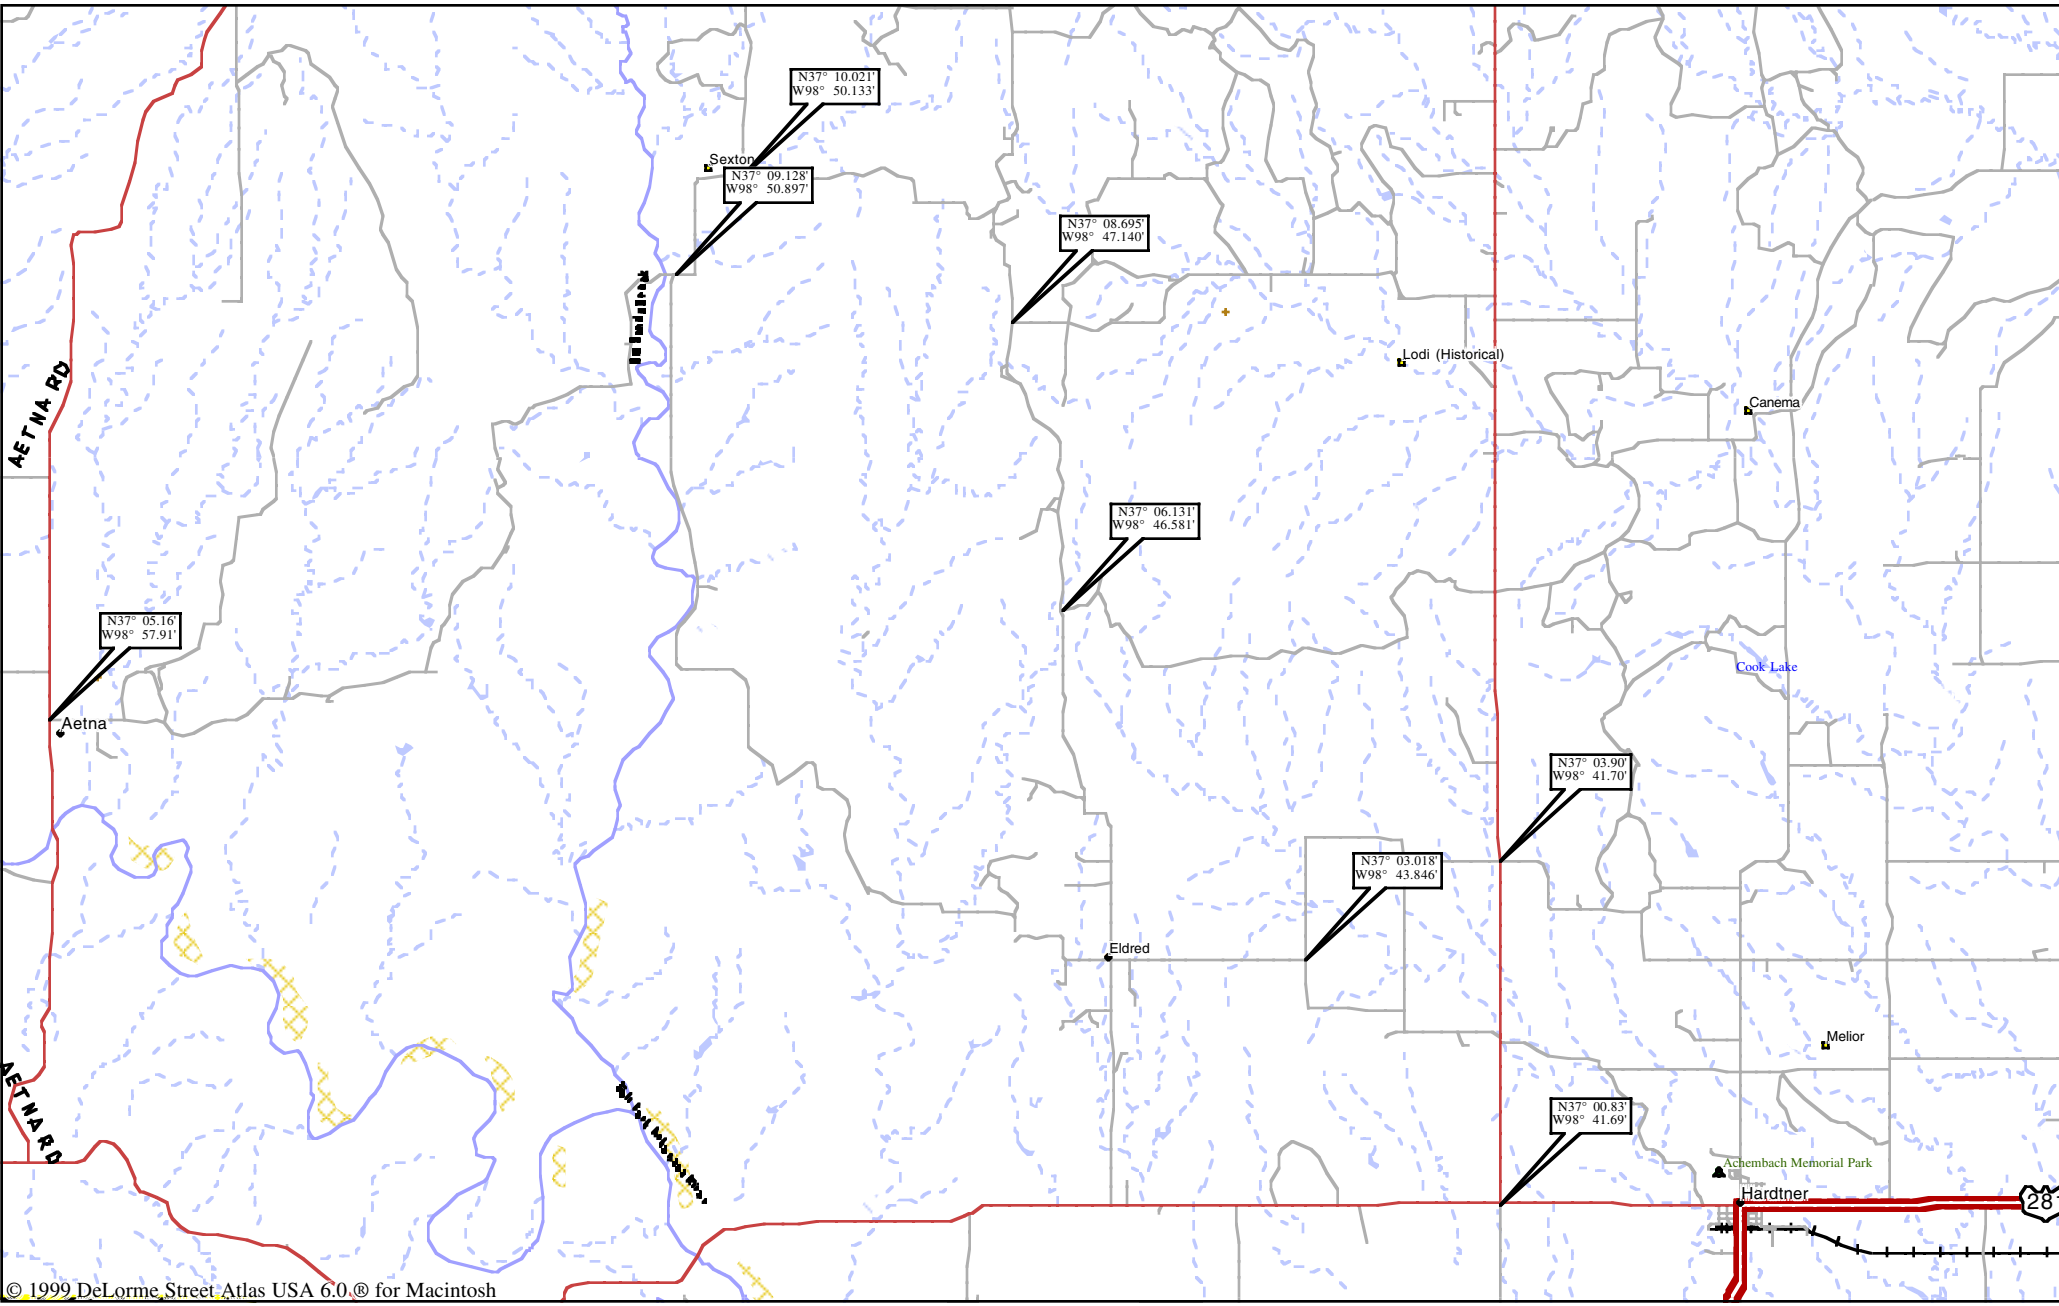 N37° 10.021'
W98° 50.133'
Sexton
N37° 09.128'
W98° 50.897'
N37° 08.695'
W98° 47.140'
Lodi (Historical)
AETNA RD
Canema
N37° 06.131'
W98° 46.581'
N37° 05.16'
W98° 57.91'
Cook Lake
Aetna
N37° 03.90'
W98° 41.70'
N37° 03.018'
W98° 43.846'
Eldred
Melior
AETNA RD
N37° 00.83'
W98° 41.69'
Achembach Memorial Park
Hardtner
28
© 1999 DeLorme Street Atlas USA 6.0 ® for Macintosh